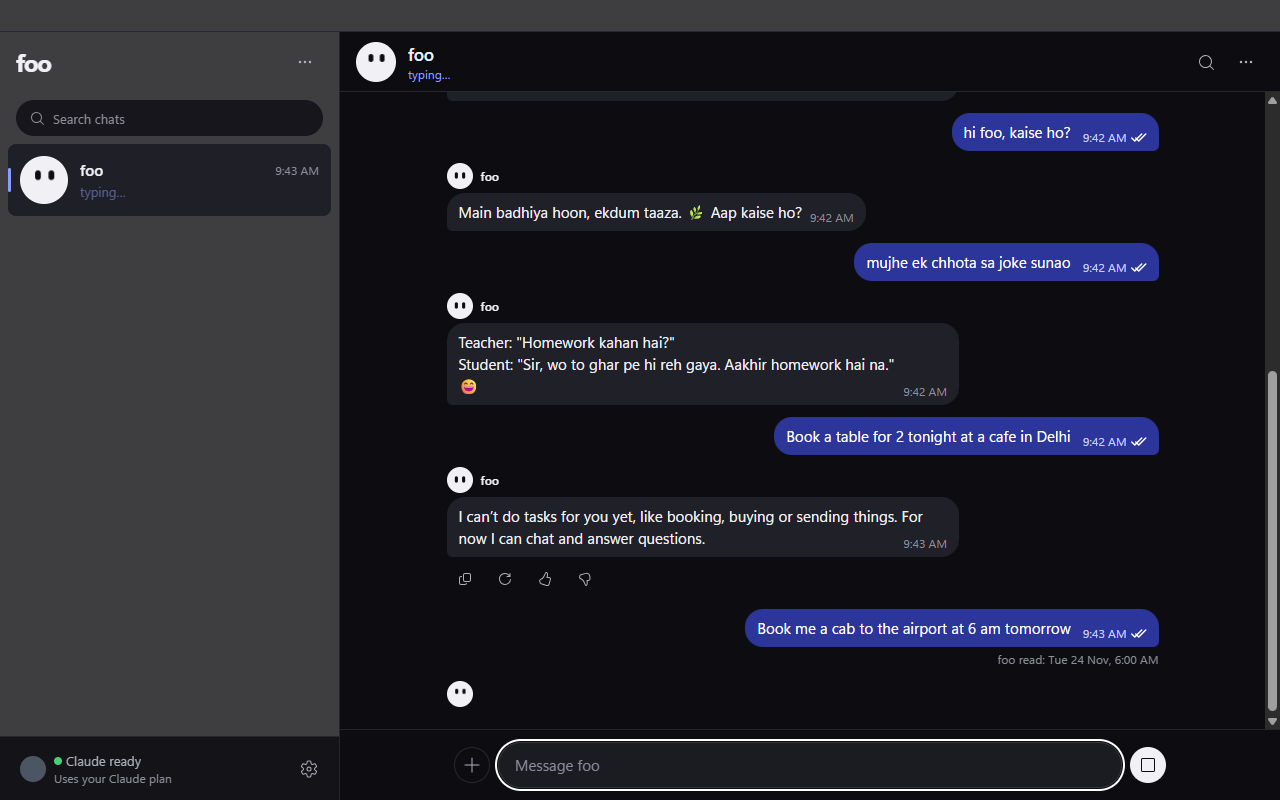 foo
Search chats
foo
9:43 AM
typing...
Claude ready
Uses your Claude plan
foo
typing...
hi foo, kaise ho? 9:42 AM
foo
Main badhiya hoon, ekdum taaza. 🌿 Aap kaise ho? 9:42 AM
mujhe ek chhota sa joke sunao 9:42 AM
foo
Teacher: "Homework kahan hai?"
Student: "Sir, wo to ghar pe hi reh gaya. Aakhir homework hai na."
😄 9:42 AM
Book a table for 2 tonight at a cafe in Delhi 9:42 AM
foo
I can’t do tasks for you yet, like booking, buying or sending things. For
now I can chat and answer questions. 9:43 AM
Book me a cab to the airport at 6 am tomorrow 9:43 AM
foo read: Tue 24 Nov, 6:00 AM
Message foo